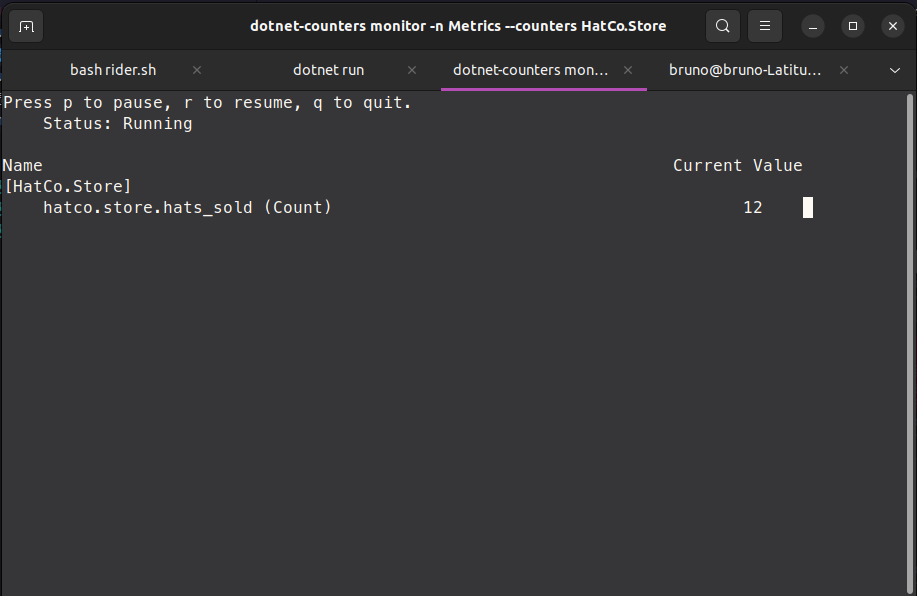 dotnet-counters monitor -n Metrics --counters HatCo.Store
bash rider.sh
dotnet run
dotnet-counters mon...
bruno@bruno-Latitu...
Press p to pause, r to resume, q to quit.
Status: Running
Name Current Value
[HatCo.Store]
hatco.store.hats_sold (Count) 12